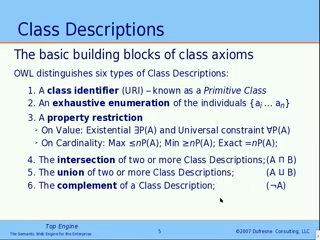 Class Descriptions
The basic building blocks of class axioms
OWL distinguishes six types of Class Descriptions:
1. A class identifier (URI) – known as a Primitive Class
2. An exhaustive enumeration of the individuals {aᵢ ... aₙ}
3. A property restriction
➢ On Value: Existential ∃P(A) and Universal constraint ∀P(A)
➢ On Cardinality: Max ≤nP(A); Min ≥nP(A); Exact =nP(A);
4. The intersection of two or more Class Descriptions; (A ⊓ B)
5. The union of two or more Class Descriptions; (A ⊔ B)
6. The complement of a Class Description; (¬A)
Top Engine
The Semantic Web Engine for the Enterprise
5
©2007 Dufresne Consulting, LLC